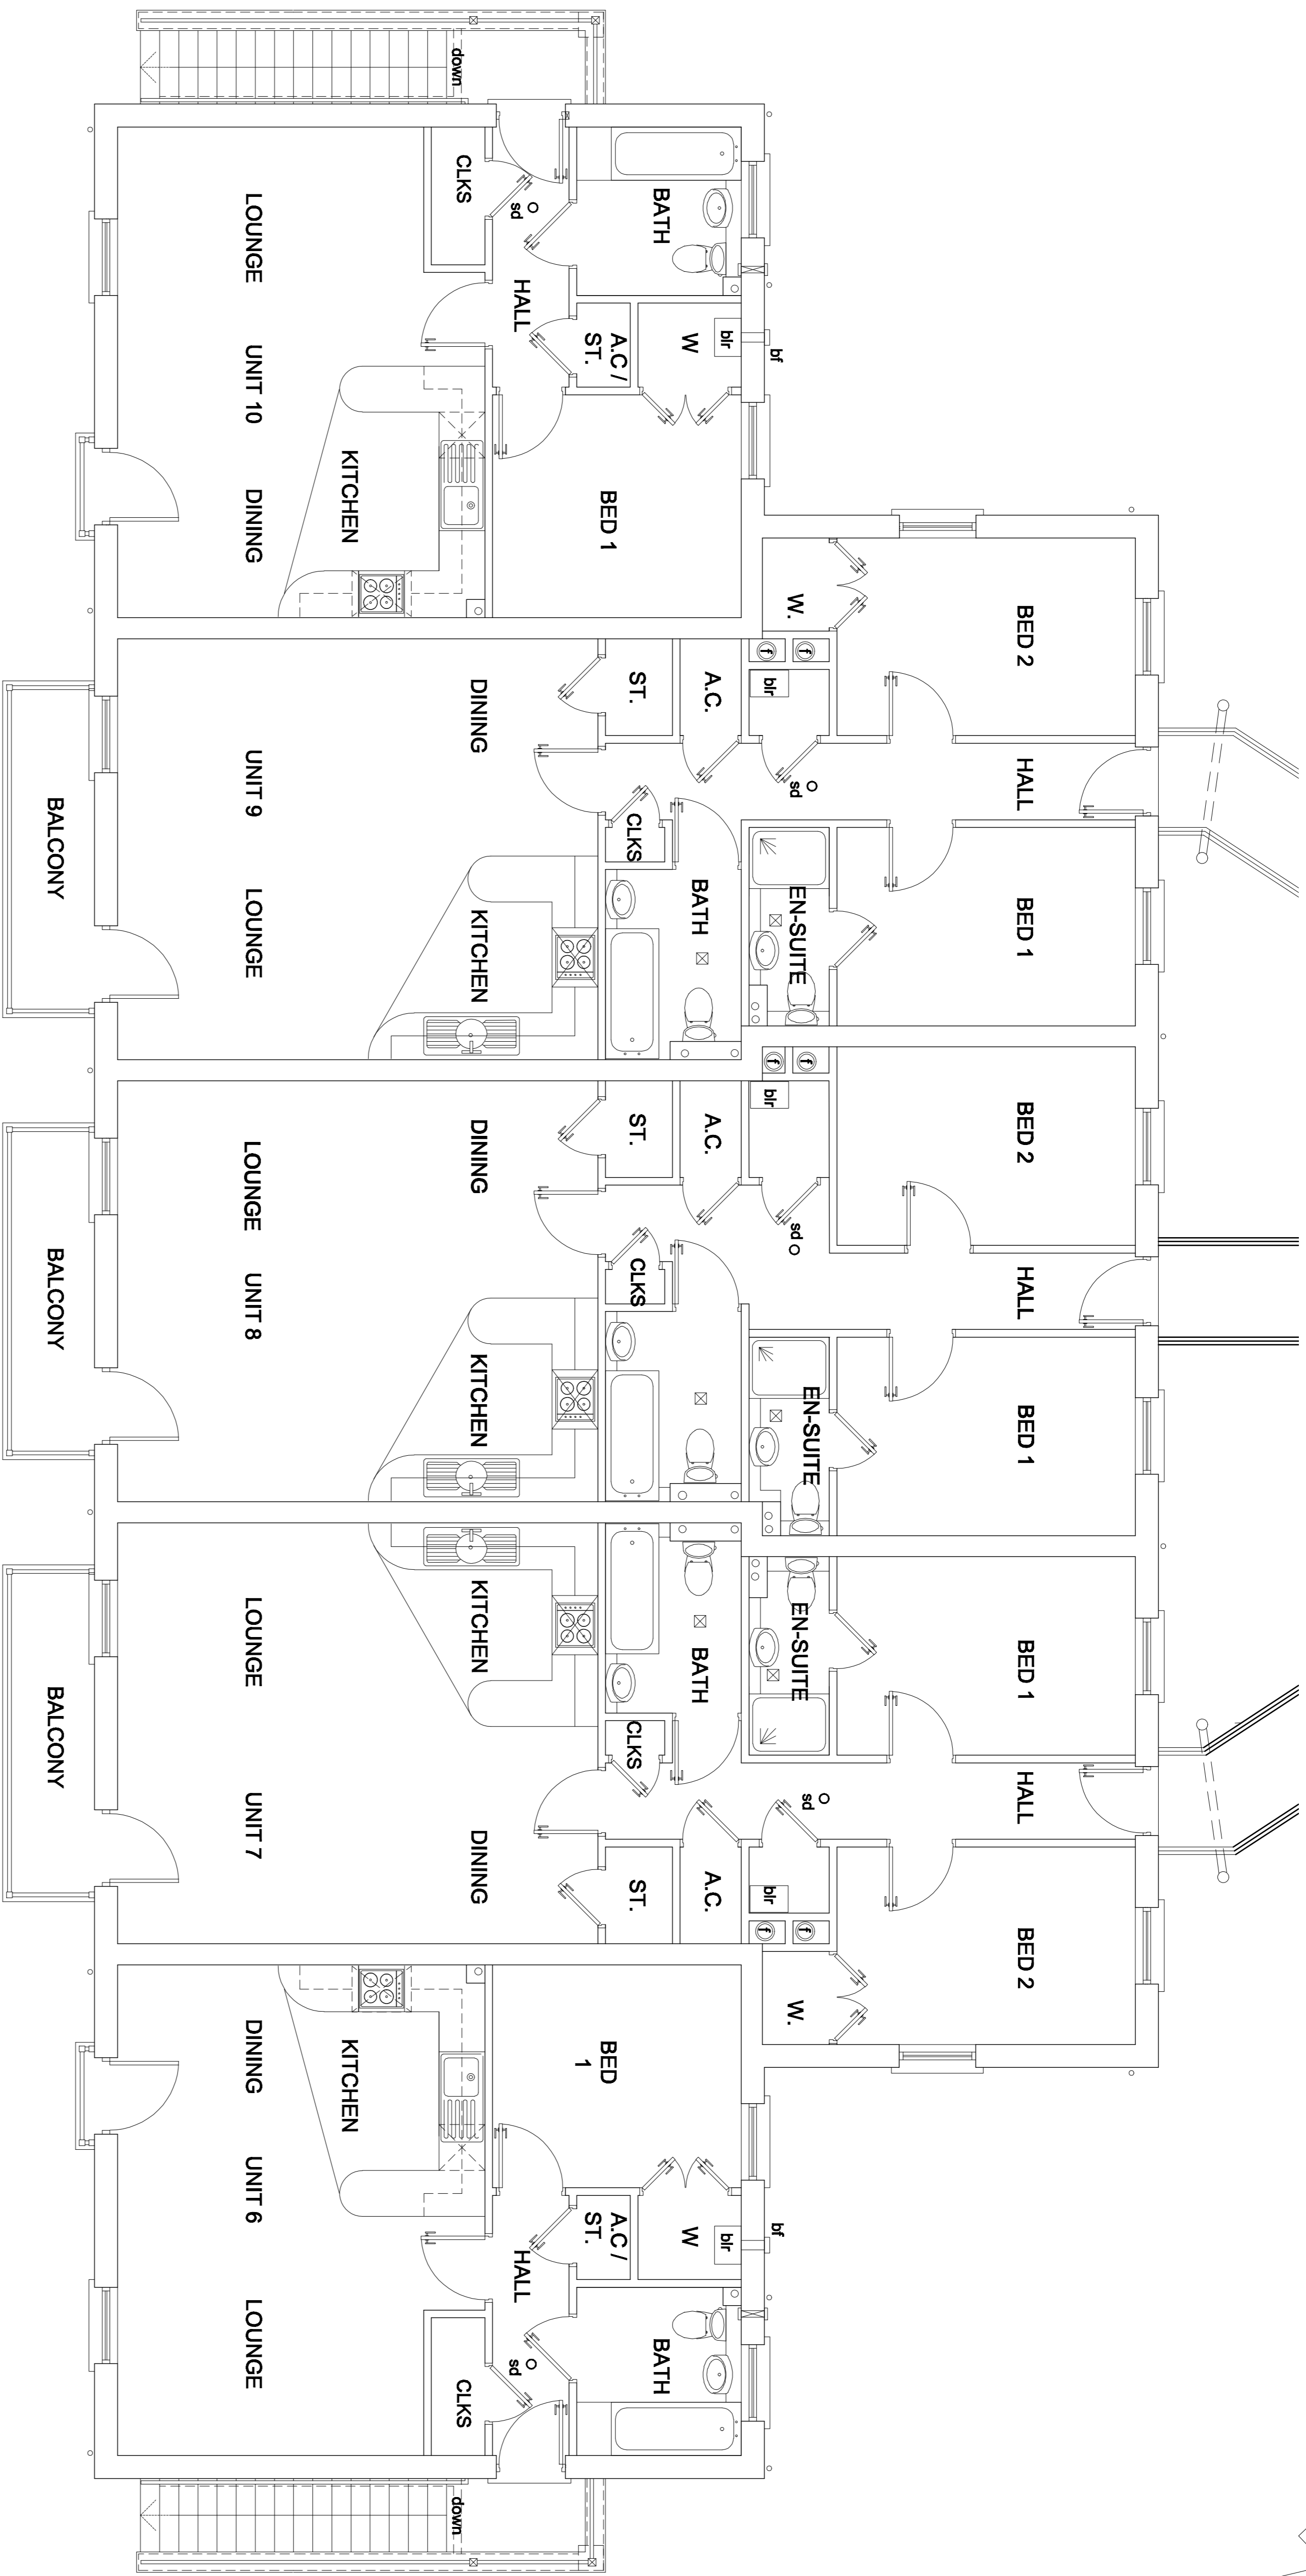 down
CLKS
sd
BATH
LOUNGE
HALL
A.C /
ST.
W
blr
bf
UNIT 10
KITCHEN
DINING
BED 1
W.
BED 2
f
f
ST.
A.C.
blr
DINING
HALL
sd
UNIT 9
CLKS
BALCONY
BATH
EN-SUITE
BED 1
LOUNGE
KITCHEN
f
f
blr
BED 2
ST.
A.C.
DINING
LOUNGE
sd
HALL
CLKS
UNIT 8
BALCONY
KITCHEN
EN-SUITE
BED 1
LOUNGE
KITCHEN
BATH
EN-SUITE
BED 1
BALCONY
CLKS
HALL
sd
UNIT 7
DINING
ST.
A.C.
blr
f
f
BED 2
W.
DINING
KITCHEN
BED
1
UNIT 6
A.C /
ST.
W
blr
bf
HALL
LOUNGE
sd
BATH
CLKS
down